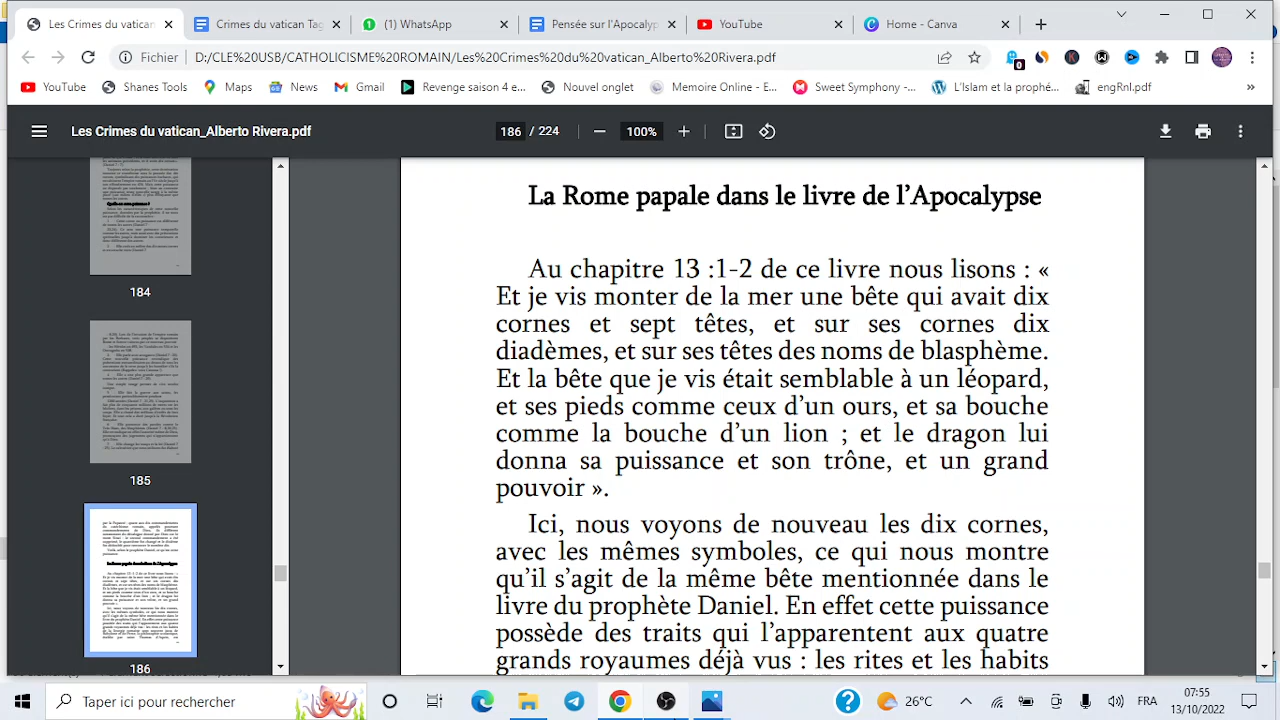 Les Crimes du vatican_Alberto
Crimes du vatican Tag
(1) WhatsApp
Pensée sur l'Apocalyp
YouTube
Home - Canva
Fichier | D:/CLE%20USB/CATHOLICISME%20ROMAIN/Les%20Crimes%20du%20vatican_Alberto%20Rivera.pdf
0
YouTube
Shanes Tools
Maps
News
Gmail
Revenge saison 4 e...
Nouvel onglet
Memoire Online - E...
Sweet Symphony -...
L'Islam et la prophé...
engRnl.pdf
»
Les Crimes du vatican_Alberto Rivera.pdf
186 / 224
100%
184
185
186
papale dans le livre de l'Apocalypse
Au chapitre 13 :1-2 de ce livre nous lisons : «
Et je vis monter de la mer une bête qui avait dix
cornes et sept têtes, et sur ses cornes dix
diadèmes, et sur ses têtes des noms de blasphème.
Et la bête que je vis était semblable à un léopard,
et ses pieds comme ceux d'un ours, et sa bouche
bouche d'un lion ; et le dragon lui
donna sa puissance et son trône, et un grand
pouvoir ».
Ici, nous voyons de nouveau les dix cornes,
avec les mêmes symboles, ce qui nous montre
qu'il s'agit de la même bête mentionnée dans le
livre du prophète Daniel. En effet cette puissance
possède des traits qui l'apparentent aux quatre
grands royaumes déjà vus : les rites et les habits
Taper ici pour rechercher
26°C
FRA
07:55
13/10/2022